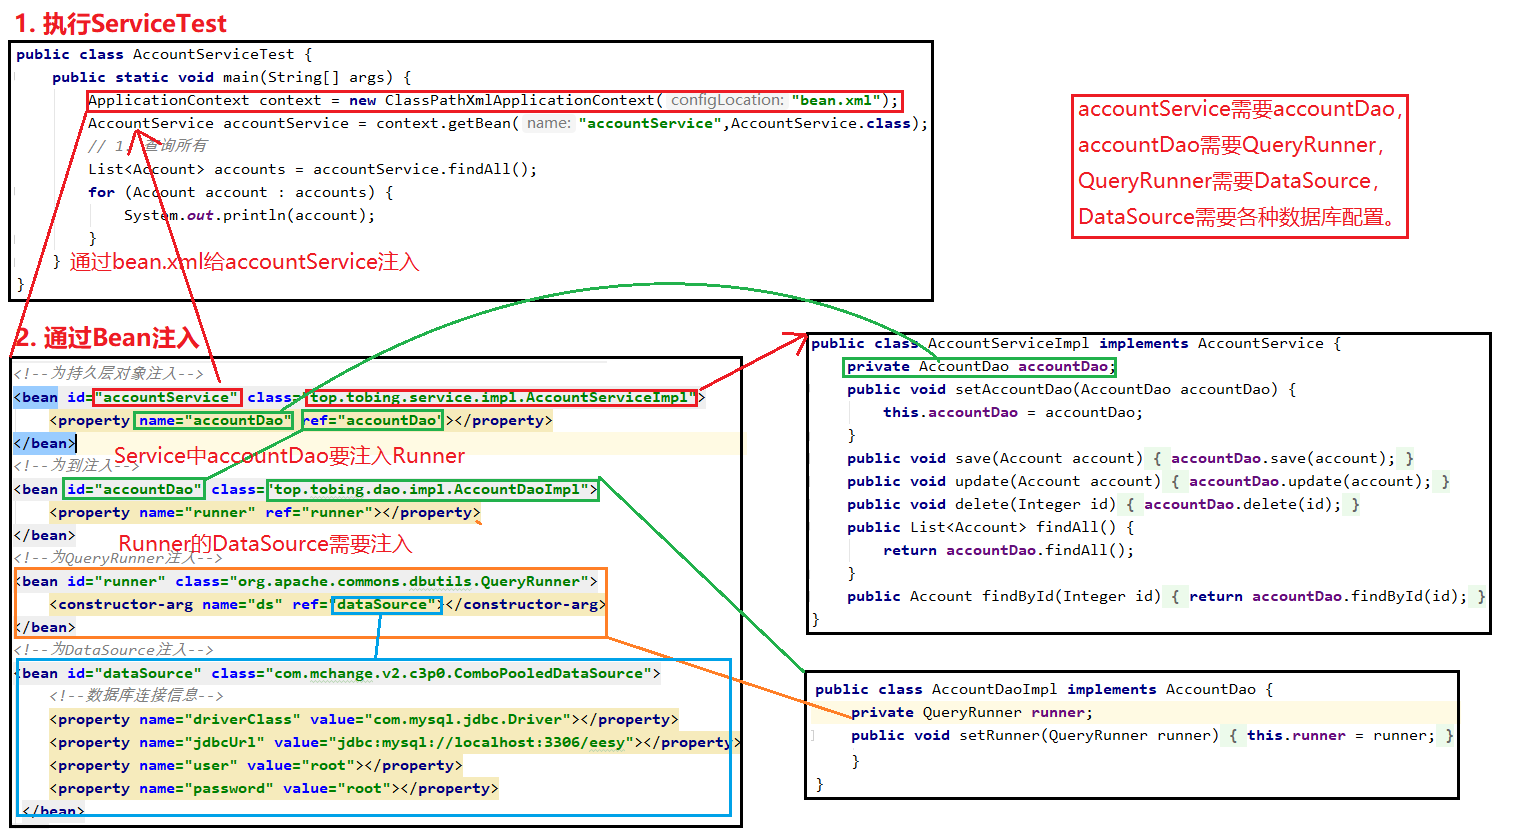 1. 执行ServiceTest
public class AccountServiceTest {
public static void main(String[] args) {
ApplicationContext context = new ClassPathXmlApplicationContext( configLocation: "bean.xml");
AccountService accountService = context.getBean( name: "accountService",AccountService.class);
// 1. 查询所有
List<Account> accounts = accountService.findAll();
for (Account account : accounts) {
System.out.println(account);
}
} 通过bean.xml给accountService注入
}
accountService需要accountDao，
accountDao需要QueryRunner，
QueryRunner需要DataSource，
DataSource需要各种数据库配置。
2. 通过Bean注入
<!--为持久层对象注入-->
<bean id="accountService" class="top.tobing.service.impl.AccountServiceImpl">
<property name="accountDao" ref="accountDao"></property>
</bean>
Service中accountDao要注入Runner
<!--为到注入-->
<bean id="accountDao" class="top.tobing.dao.impl.AccountDaoImpl">
<property name="runner" ref="runner"></property>
</bean>
Runner的DataSource需要注入
<!--为QueryRunner注入-->
<bean id="runner" class="org.apache.commons.dbutils.QueryRunner">
<constructor-arg name="ds" ref="dataSource"></constructor-arg>
</bean>
<!--为DataSource注入-->
<bean id="dataSource" class="com.mchange.v2.c3p0.ComboPooledDataSource">
<!--数据库连接信息-->
<property name="driverClass" value="com.mysql.jdbc.Driver"></property>
<property name="jdbcUrl" value="jdbc:mysql://localhost:3306/eesy"></property>
<property name="user" value="root"></property>
<property name="password" value="root"></property>
</bean>
public class AccountServiceImpl implements AccountService {
private AccountDao accountDao;
public void setAccountDao(AccountDao accountDao) {
this.accountDao = accountDao;
}
public void save(Account account) { accountDao.save(account); }
public void update(Account account) { accountDao.update(account); }
public void delete(Integer id) { accountDao.delete(id); }
public List<Account> findAll() {
return accountDao.findAll();
}
public Account findById(Integer id) { return accountDao.findById(id); }
}
public class AccountDaoImpl implements AccountDao {
private QueryRunner runner;
public void setRunner(QueryRunner runner) { this.runner = runner; }
}
}